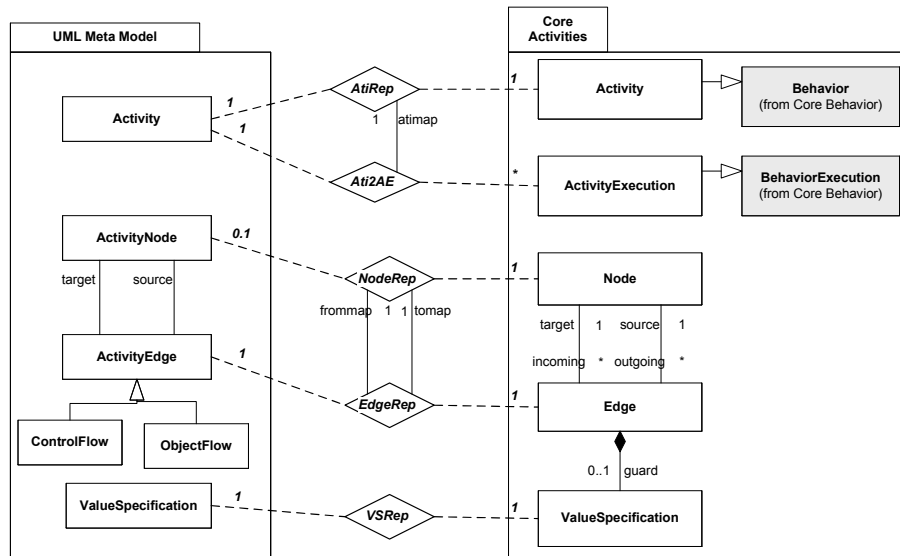 UML Meta Model
Core
Activities
Activity
1
1
AtiRep
1
atimap
Ati2AE
1
*
Activity
Behavior
(from Core Behavior)
ActivityExecution
BehaviorExecution
(from Core Behavior)
ActivityNode
0.1
NodeRep
1
Node
target
source
frommap
1
1
tomap
target
1
source
1
incoming
*
outgoing
*
ActivityEdge
1
EdgeRep
1
Edge
ControlFlow
ObjectFlow
0..1
guard
ValueSpecification
1
VSRep
1
ValueSpecification